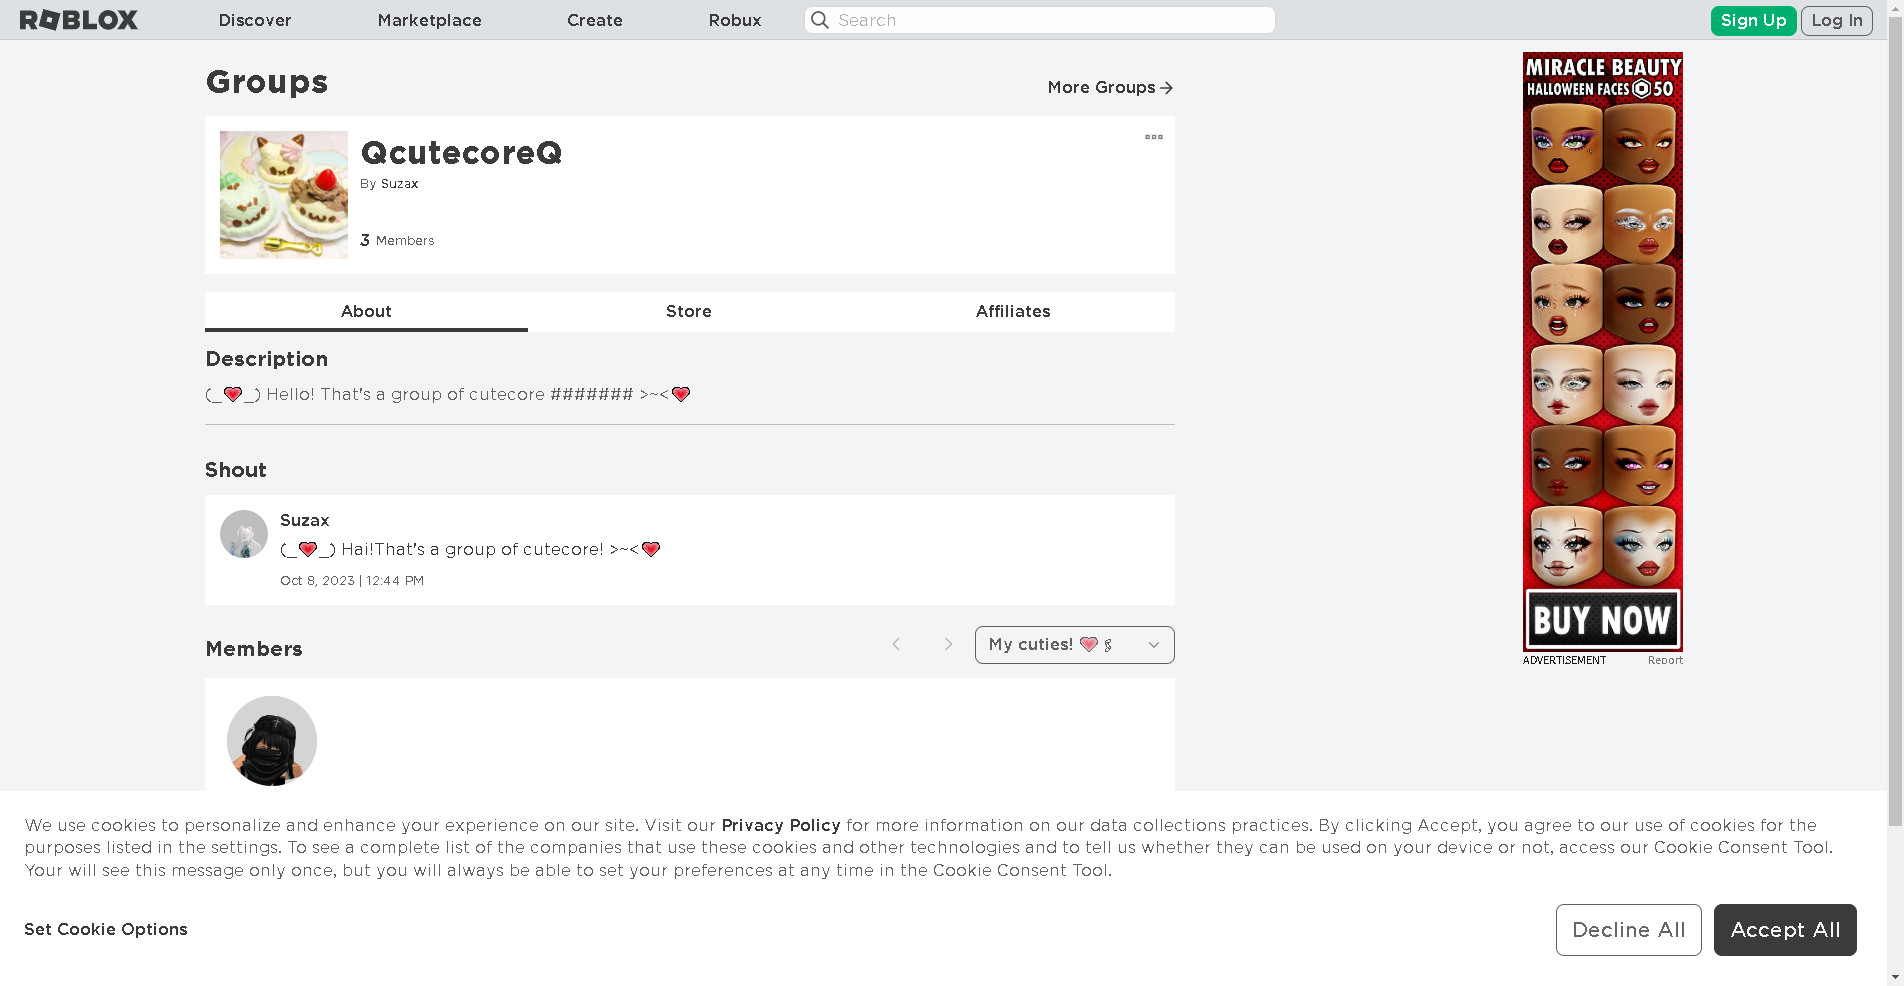 ROBLOX
Discover
Marketplace
Create
Robux
Search
Sign Up
Log In
Groups
More Groups
QcutecoreQ
By Suzax
3 Members
About
Store
Affiliates
Description
(_💗_) Hello! That's a group of cutecore ####### >~<💗
Shout
Suzax
(_💗_) Hai!That's a group of cutecore! >~<💗
Oct 8, 2023 | 12:44 PM
Members
My cuties! 💗
MIRACLE BEAUTY
HALLOWEEN FACES 50
BUY NOW
ADVERTISEMENT
Report
We use cookies to personalize and enhance your experience on our site. Visit our Privacy Policy for more information on our data collections practices. By clicking Accept, you agree to our use of cookies for the
purposes listed in the settings. To see a complete list of the companies that use these cookies and other technologies and to tell us whether they can be used on your device or not, access our Cookie Consent Tool.
Your will see this message only once, but you will always be able to set your preferences at any time in the Cookie Consent Tool.
Set Cookie Options
Decline All
Accept All